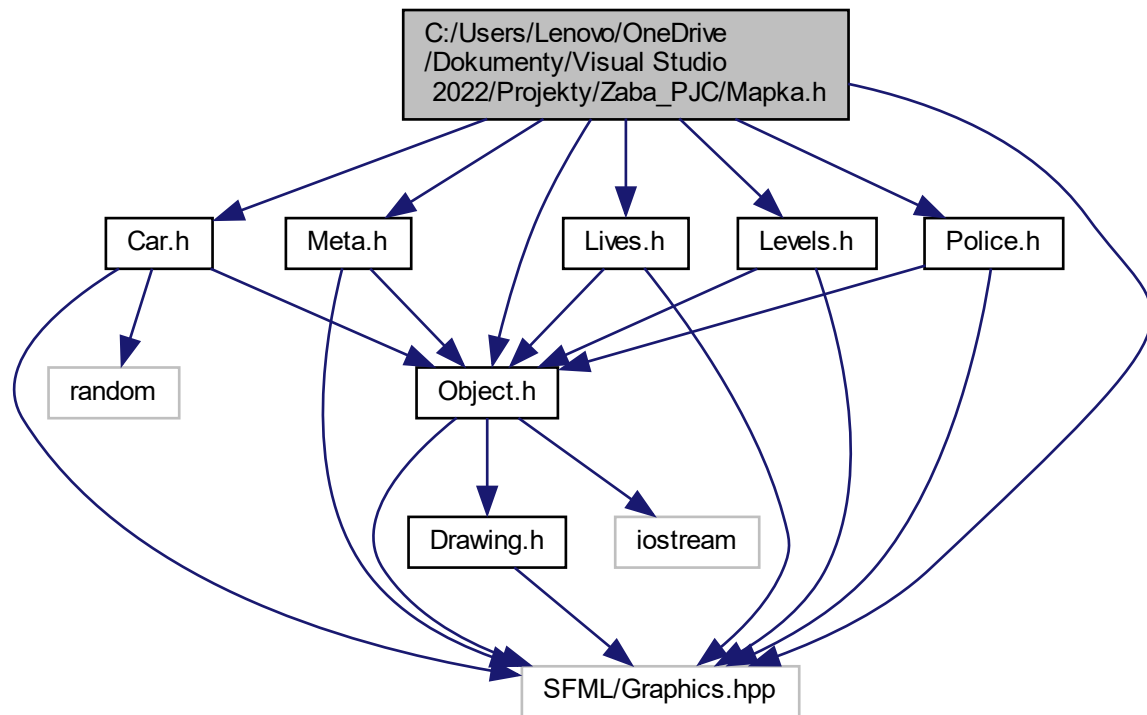 C:/Users/Lenovo/OneDrive
/Dokumenty/Visual Studio
2022/Projekty/Zaba_PJC/Mapka.h
Car.h
Meta.h
Lives.h
Levels.h
Police.h
random
Object.h
Drawing.h
iostream
SFML/Graphics.hpp